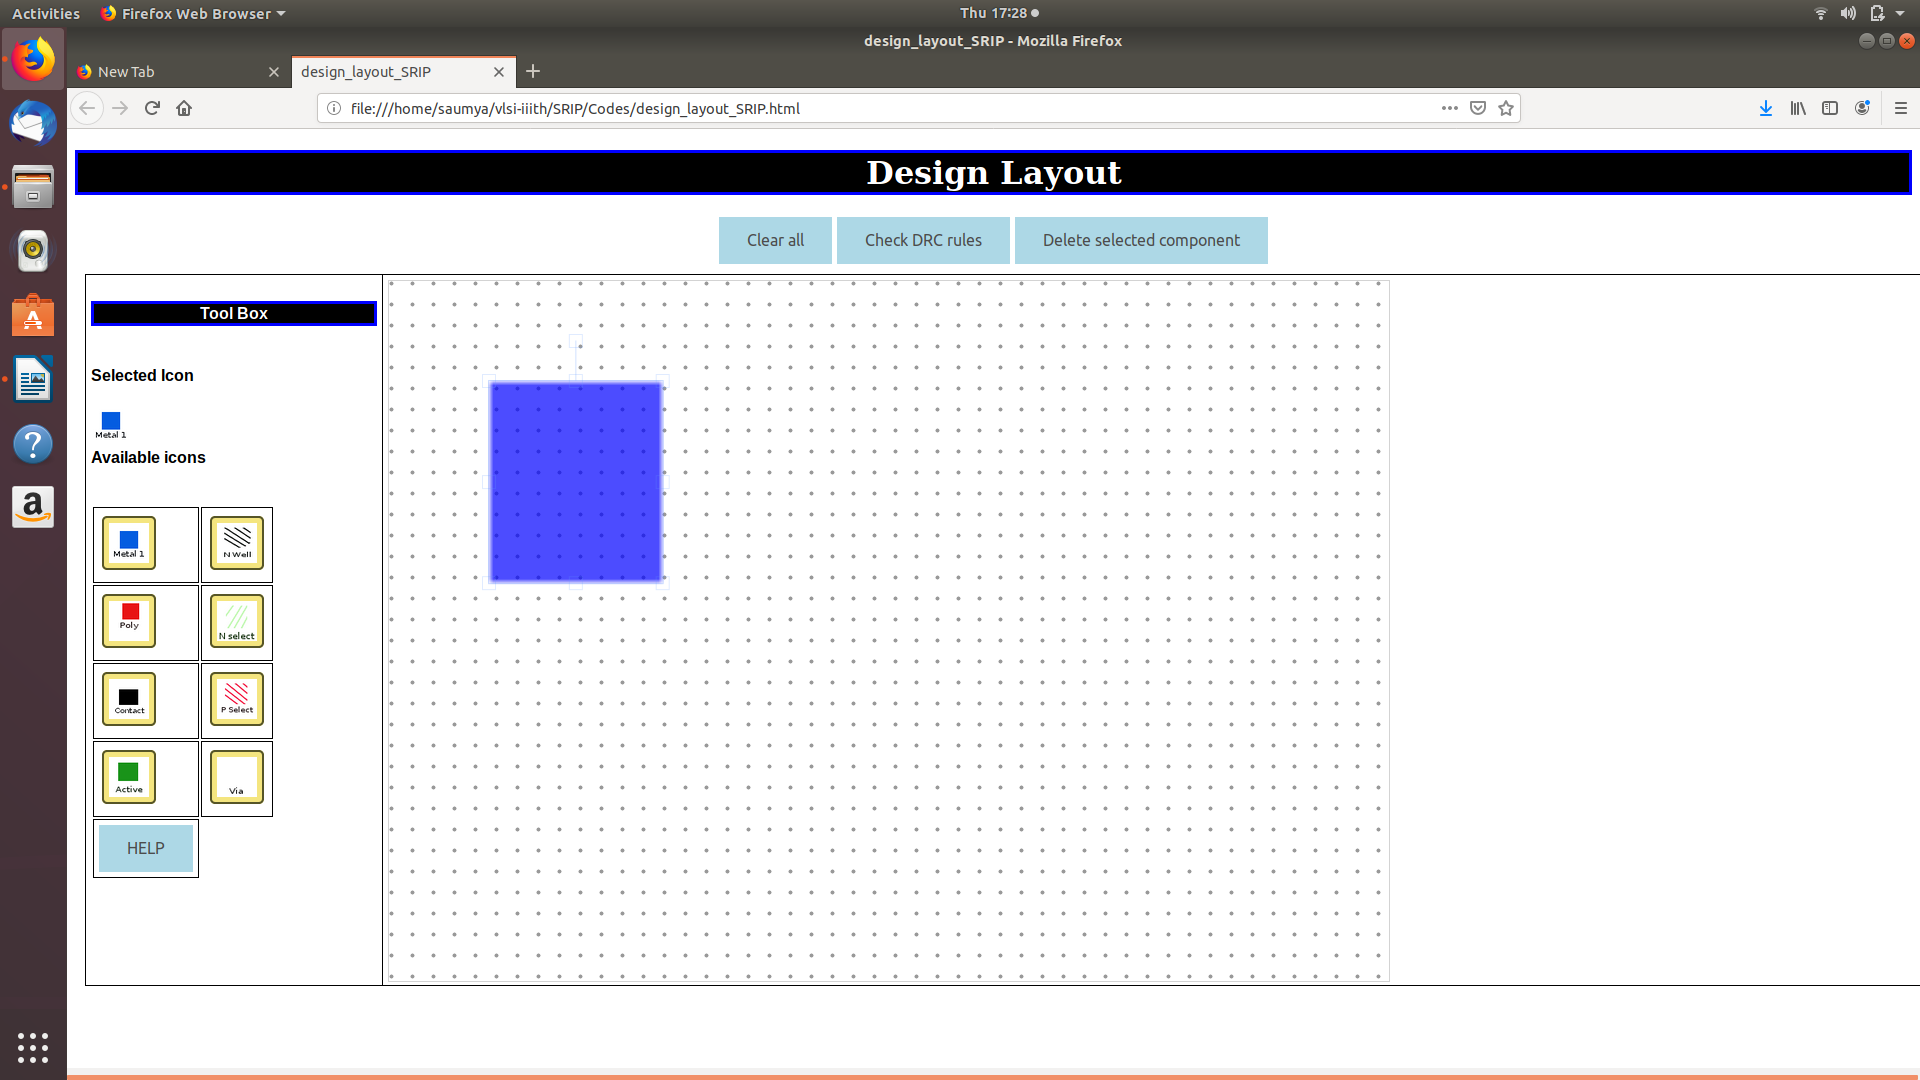 Activities
Firefox Web Browser
Thu 17:28
design_layout_SRIP - Mozilla Firefox
New Tab
design_layout_SRIP
file:///home/saumya/vlsi-iiith/SRIP/Codes/design_layout_SRIP.html
Design Layout
Clear all
Check DRC rules
Delete selected component
Tool Box
Selected Icon
Metal 1
Available icons
Metal 1
N Well
Poly
N select
Contact
P Select
Active
Via
HELP